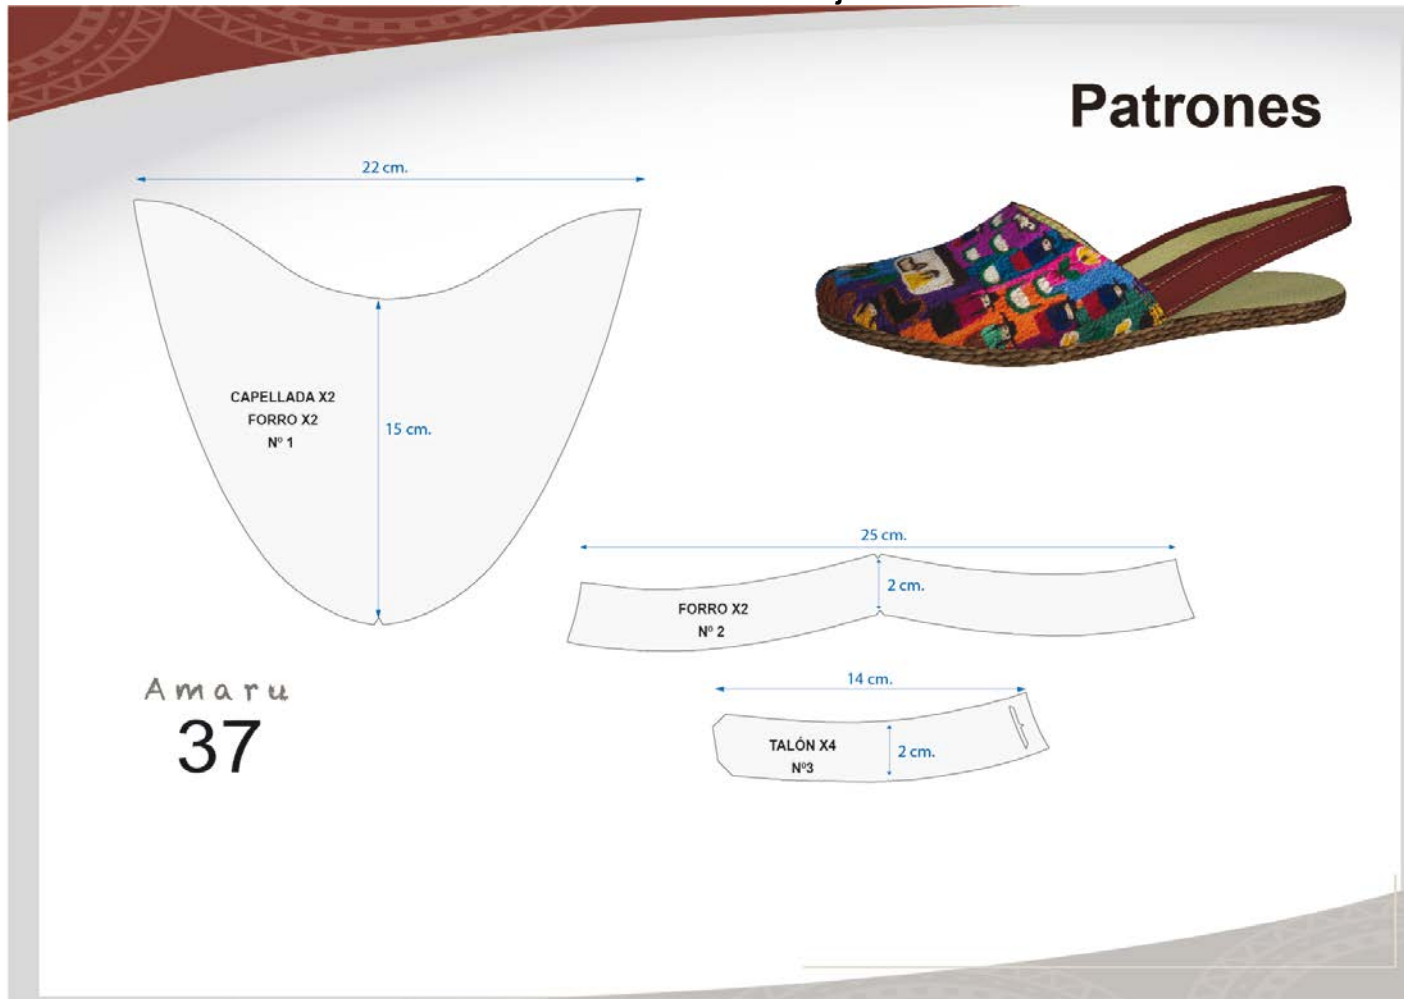 Patrones
22 cm.
CAPELLADA X2
FORRO X2
Nº 1
15 cm.
25 cm.
2 cm.
FORRO X2
Nº 2
14 cm.
TALÓN X4
Nº3
2 cm.
Amaru
37